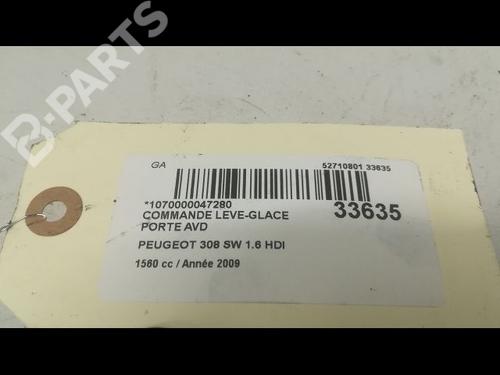 B-PARTS
GA
52710801 33635
*1070000047280
COMMANDE LEVE-GLACE
33635
PORTE AVD
PEUGEOT 308 SW 1.6 HDI
1560 cc / Année 2009